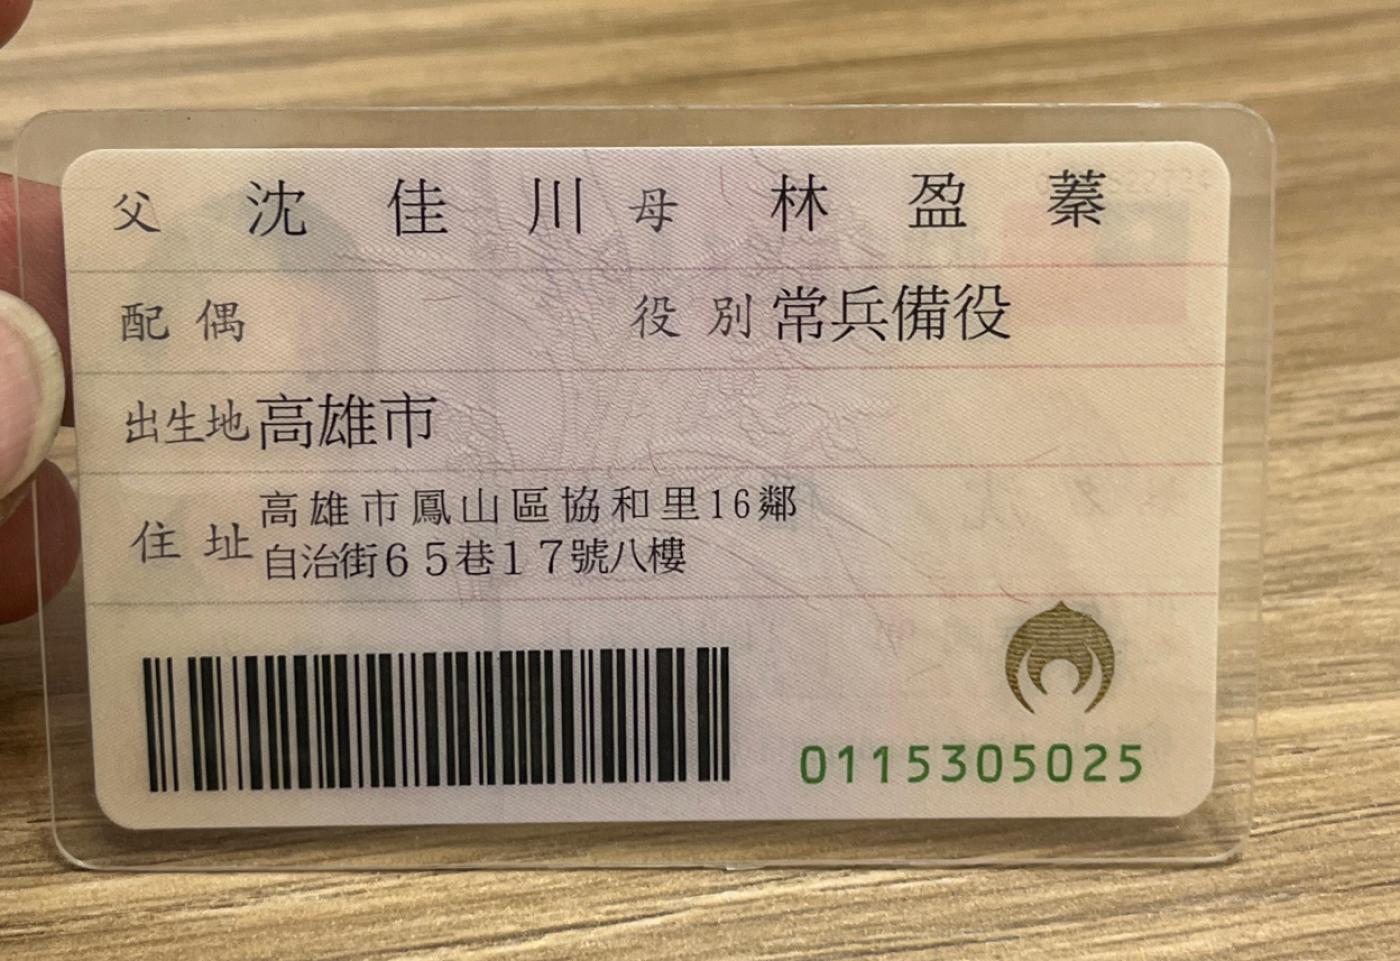 父 沈佳川 母 林盈蓁
配偶 役別 常兵備役
出生地 高雄市
住址 高雄市鳳山區協和里16鄰
自治街65巷17號八樓
0115305025